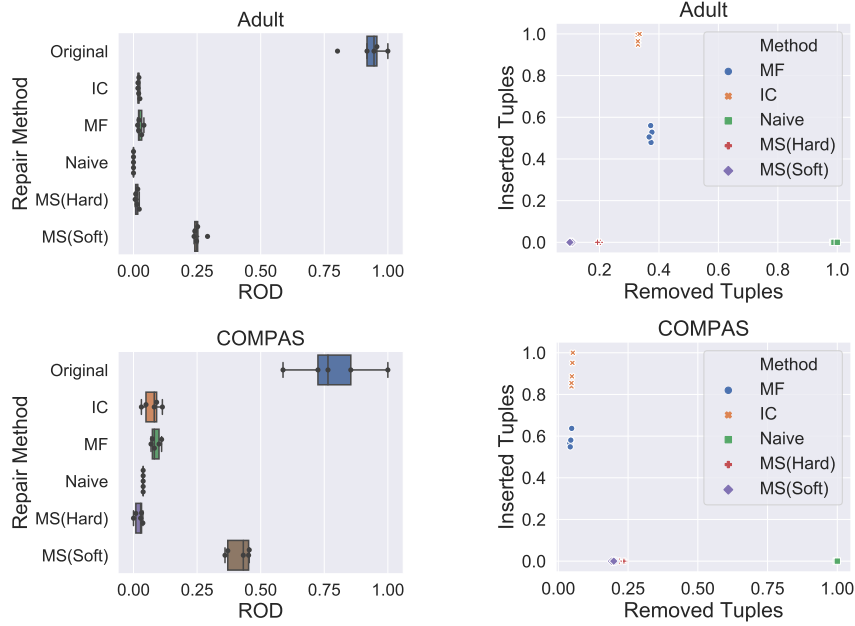 Adult
Repair Method
Original
IC
MF
Naive
MS(Hard)
MS(Soft)
0.00 0.25 0.50 0.75 1.00
ROD
Adult
Inserted Tuples
1.0
0.8
0.6
0.4
0.2
0.0
Method
MF
IC
Naive
MS(Hard)
MS(Soft)
0.2 0.4 0.6 0.8 1.0
Removed Tuples
COMPAS
Repair Method
Original
IC
MF
Naive
MS(Hard)
MS(Soft)
0.00 0.25 0.50 0.75 1.00
ROD
COMPAS
Inserted Tuples
1.0
0.8
0.6
0.4
0.2
0.0
Method
MF
IC
Naive
MS(Hard)
MS(Soft)
0.00 0.25 0.50 0.75 1.00
Removed Tuples